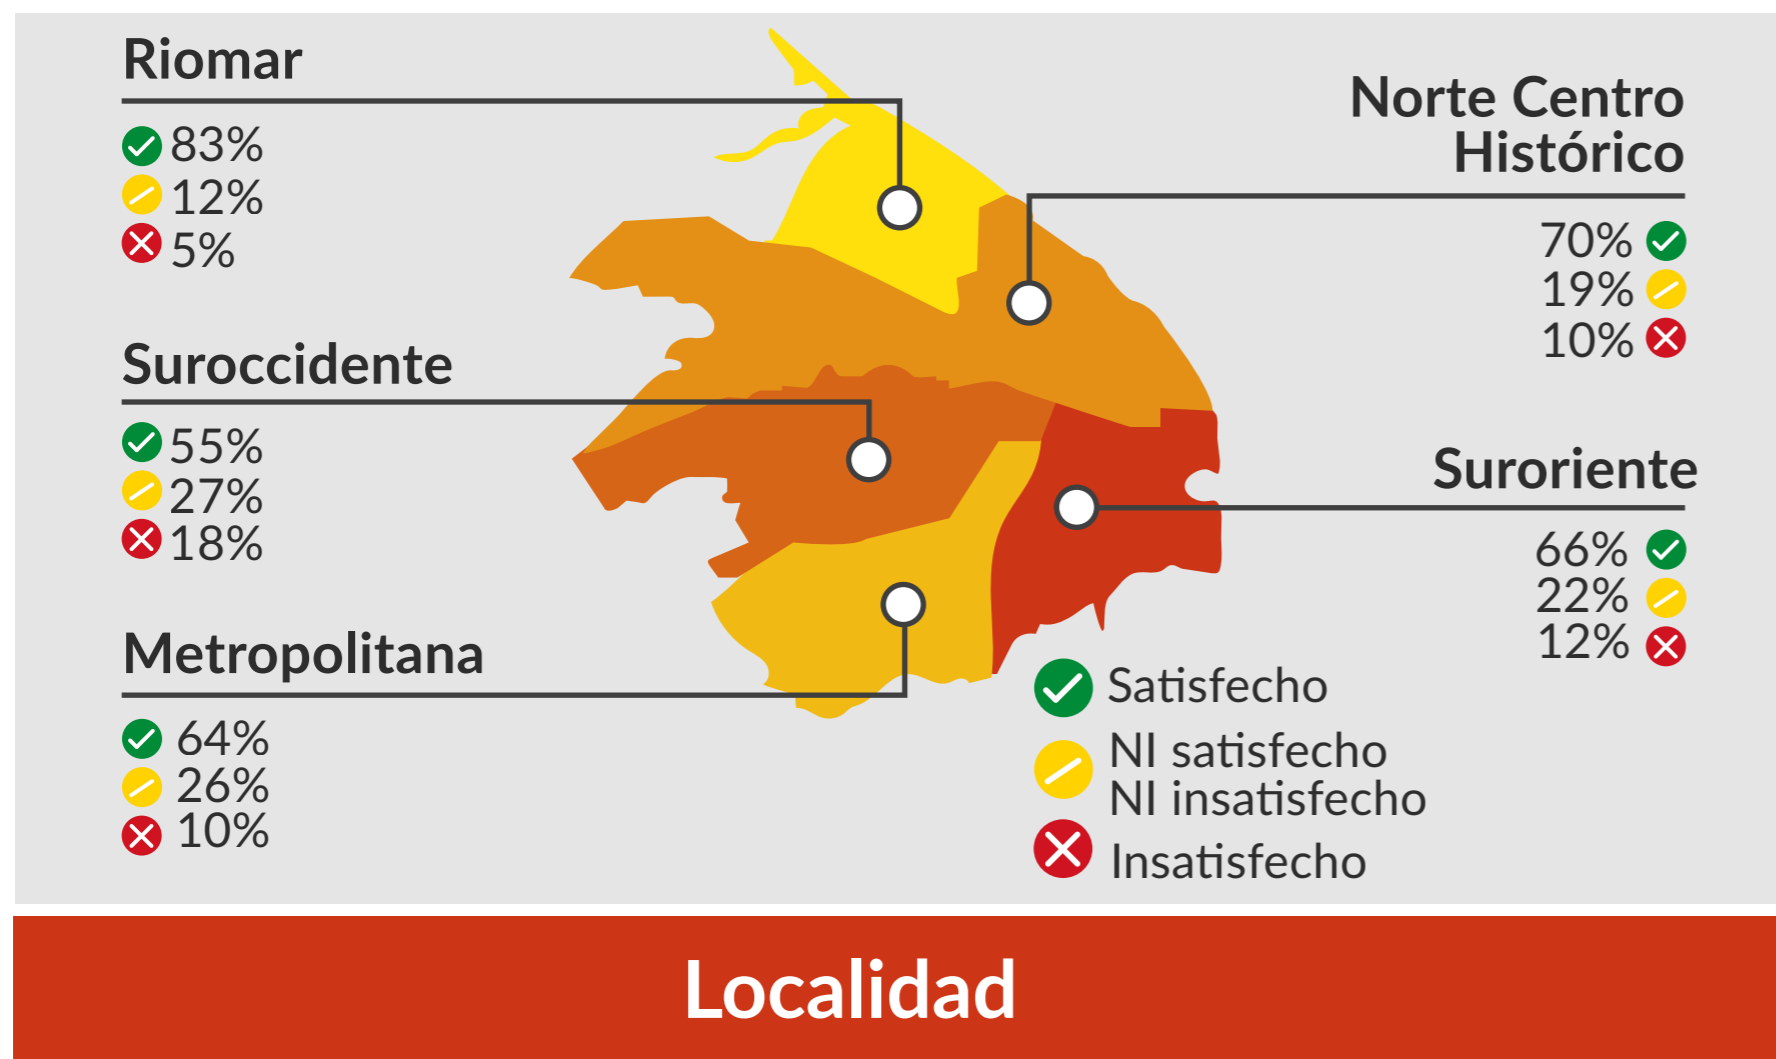 Riomar
83%
12%
5%
Norte Centro
Histórico
70%
19%
10%
Suroccidente
55%
27%
18%
Suroriente
66%
22%
12%
Metropolitana
64%
26%
10%
Satisfecho
NI satisfecho
NI insatisfecho
Insatisfecho
Localidad